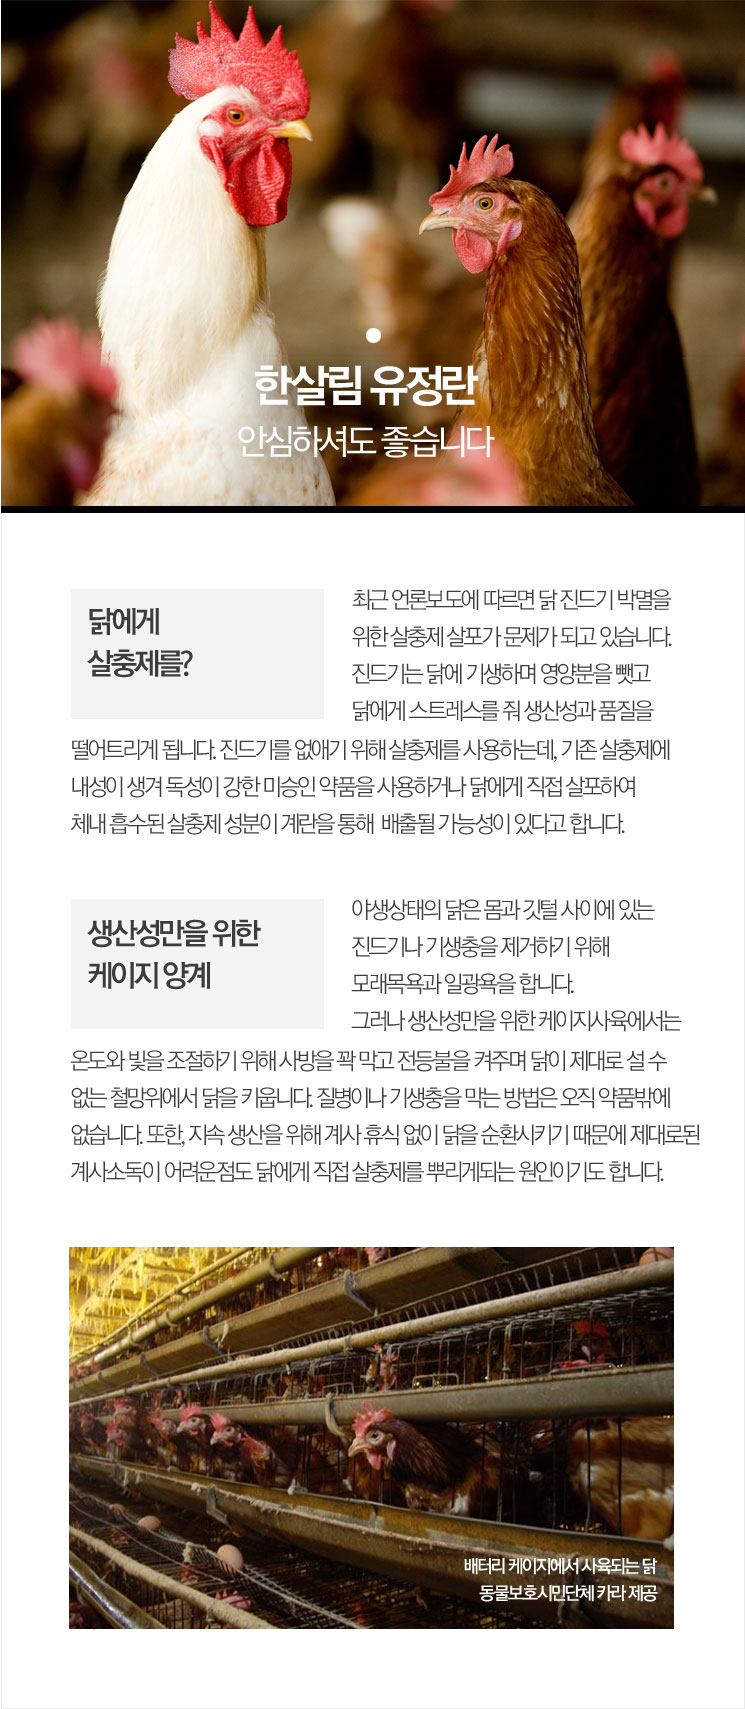 한살림 유정란
안심하셔도 좋습니다
닭에게
살충제를?
최근 언론보도에 따르면 닭 진드기 박멸을
위한 살충제 살포가 문제가 되고 있습니다.
진드기는 닭에 기생하며 영양분을 뺏고
닭에게 스트레스를 줘 생산성과 품질을
떨어트리게 됩니다. 진드기를 없애기 위해 살충제를 사용하는데, 기존 살충제에
내성이 생겨 독성이 강한 미승인 약품을 사용하거나 닭에게 직접 살포하여
체내 흡수된 살충제 성분이 계란을 통해 배출될 가능성이 있다고 합니다.
생산성만을 위한
케이지 양계
야생상태의 닭은 몸과 깃털 사이에 있는
진드기나 기생충을 제거하기 위해
모래목욕과 일광욕을 합니다.
그러나 생산성만을 위한 케이지사육에서는
온도와 빛을 조절하기 위해 사방을 꽉 막고 전등불을 켜주며 닭이 제대로 설 수
없는 철망위에서 닭을 키웁니다. 질병이나 기생충을 막는 방법은 오직 약품밖에
없습니다. 또한, 지속 생산을 위해 계사 휴식 없이 닭을 순환시키기 때문에 제대로된
계사소독이 어려운점도 닭에게 직접 살충제를 뿌리게되는 원인이기도 합니다.
배터리 케이지에서 사육되는 닭
동물보호시민단체 카라 제공